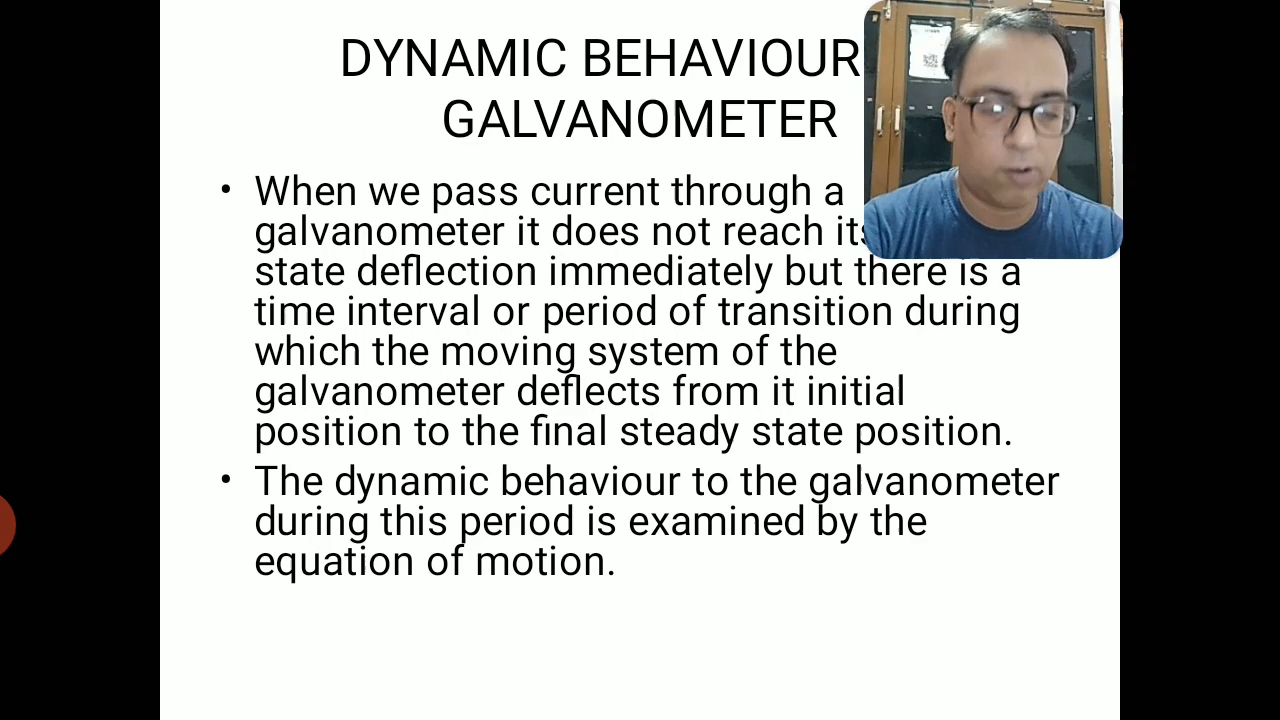 DYNAMIC BEHAVIOUR
GALVANOMETER
• When we pass current through a
galvanometer it does not reach its
state deflection immediately but there is a
time interval or period of transition during
which the moving system of the
galvanometer deflects from it initial
position to the final steady state position.
• The dynamic behaviour to the galvanometer
during this period is examined by the
equation of motion.